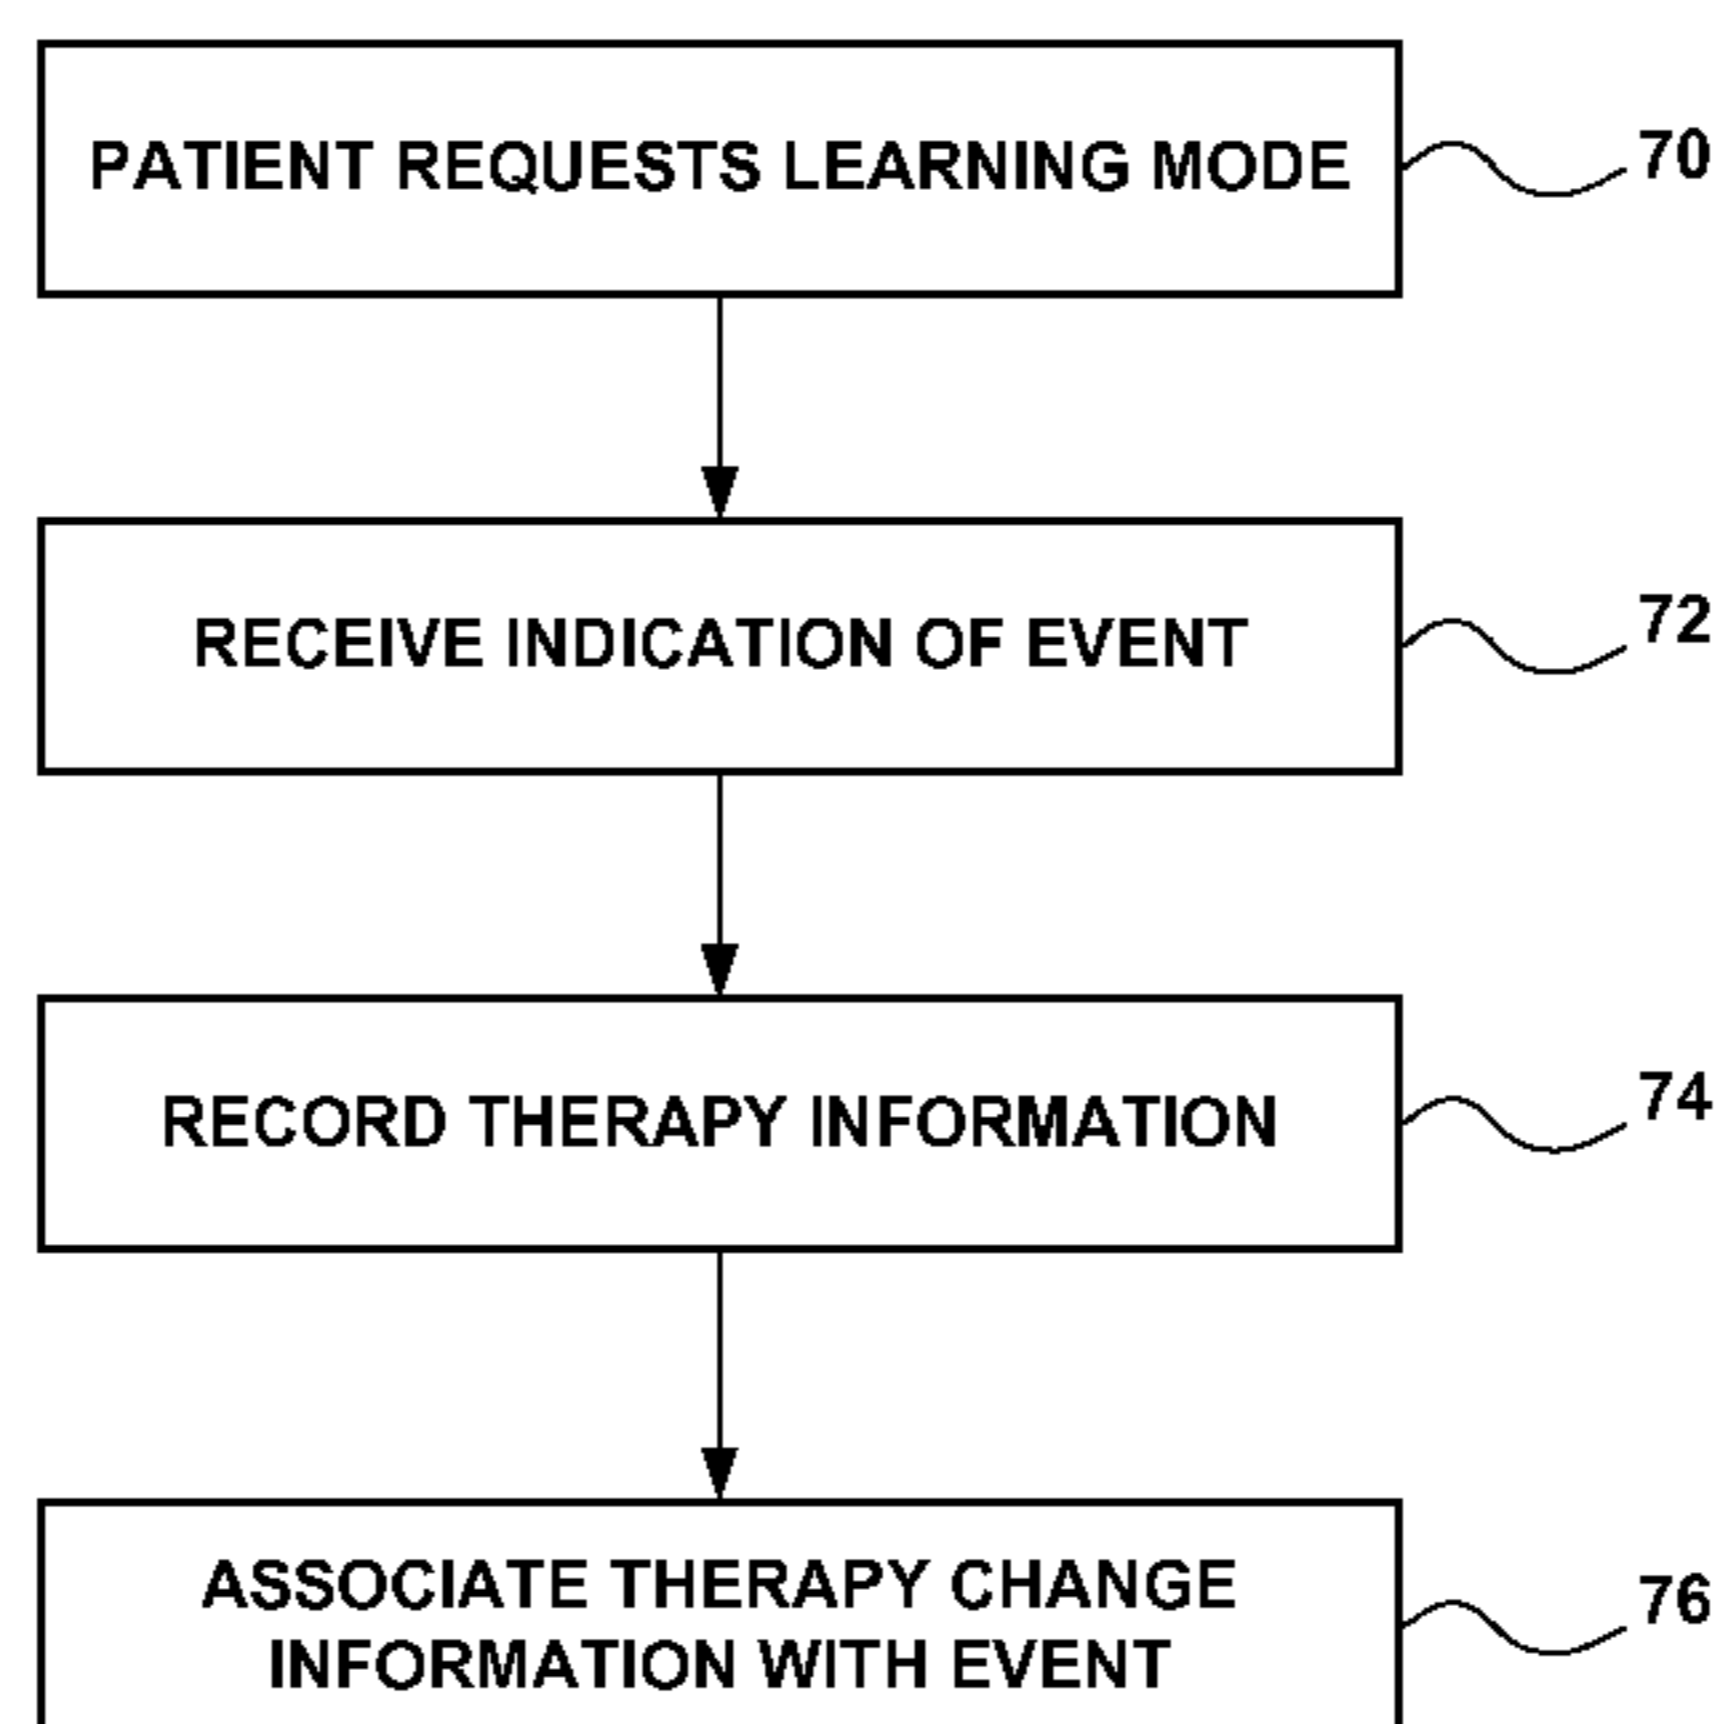 PATIENT REQUESTS LEARNING MODE 70
RECEIVE INDICATION OF EVENT 72
RECORD THERAPY INFORMATION 74
ASSOCIATE THERAPY CHANGE 76
INFORMATION WITH EVENT